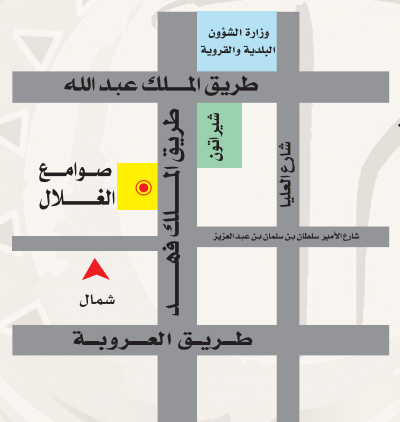 وزارة الشؤون
البلدية والقروية
طريق الملك عبد الله
شيراتون
طريق الملك فهد
شارع العليا
صوامع
الغلال
شارع الأمير سلطان بن سلمان بن عبد العزيز
شمال
طريق العروبة